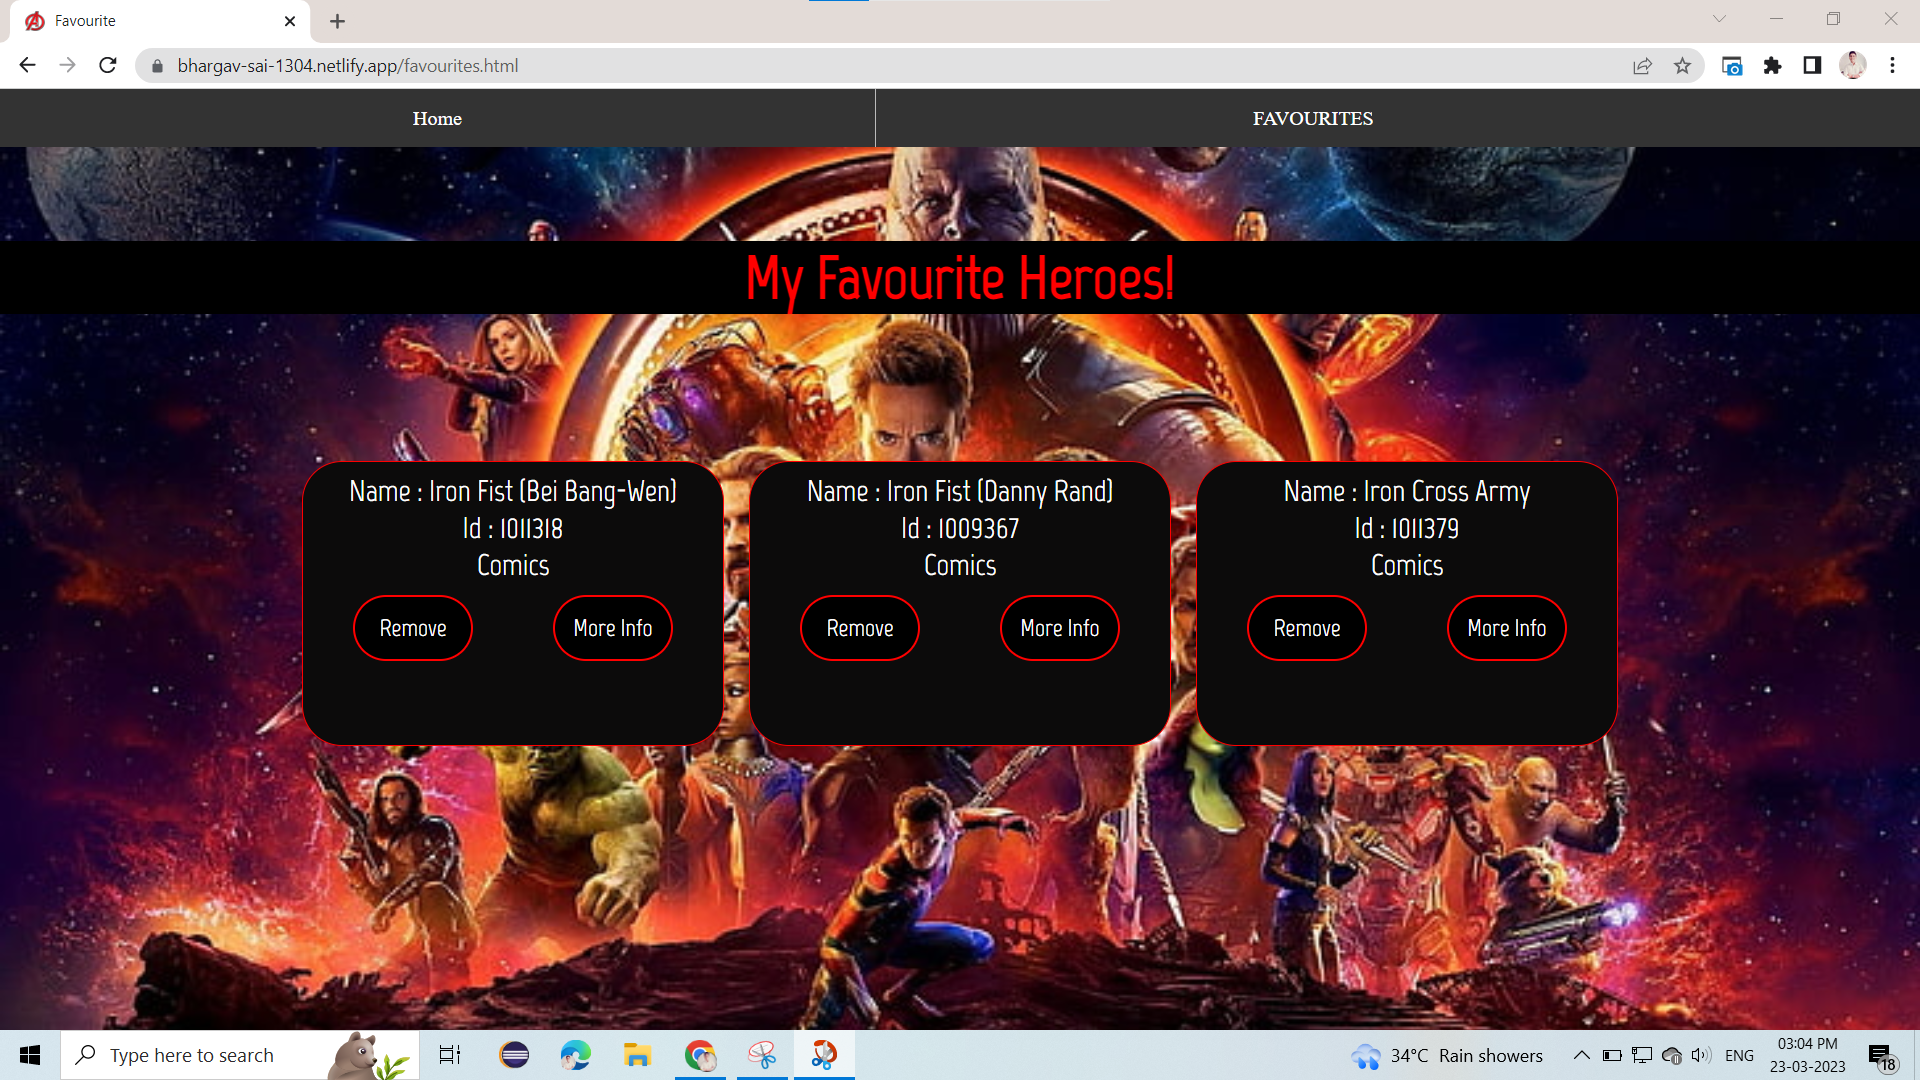 Favourite
bhargav-sai-1304.netlify.app/favourites.html
Home
FAVOURITES
My Favourite Heroes!
Name : Iron Fist (Bei Bang-Wen)
Id : 1011318
Comics
Remove
More Info
Name : Iron Fist (Danny Rand)
Id : 1009367
Comics
Remove
More Info
Name : Iron Cross Army
Id : 1011379
Comics
Remove
More Info
Type here to search
34°C Rain showers
ENG
03:04 PM
23-03-2023
18